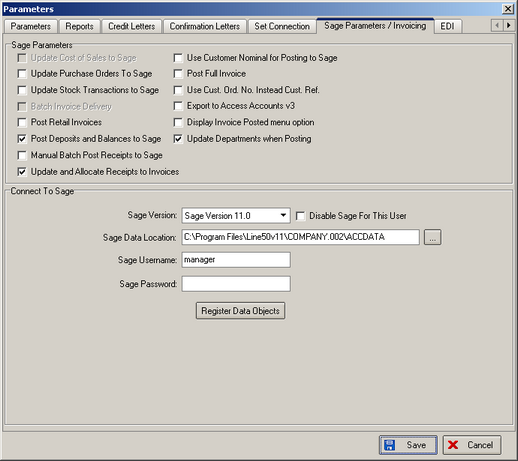 Parameters
Parameters Reports Credit Letters Confirmation Letters Set Connection Sage Parameters / Invoicing EDI
Sage Parameters
Update Cost of Sales to Sage Use Customer Nominal for Posting to Sage
Update Purchase Orders To Sage Post Full Invoice
Update Stock Transactions to Sage Use Cust. Ord. No. Instead Cust. Ref.
Batch Invoice Delivery Export to Access Accounts v3
Post Retail Invoices Display Invoice Posted menu option
Post Deposits and Balances to Sage Update Departments when Posting
Manual Batch Post Receipts to Sage
Update and Allocate Receipts to Invoices
Connect To Sage
Sage Version: Sage Version 11.0 Disable Sage For This User
Sage Data Location: C:\Program Files\Line50v11\COMPANY.002\ACCDATA ...
Sage Username: manager
Sage Password:
Register Data Objects
Save Cancel